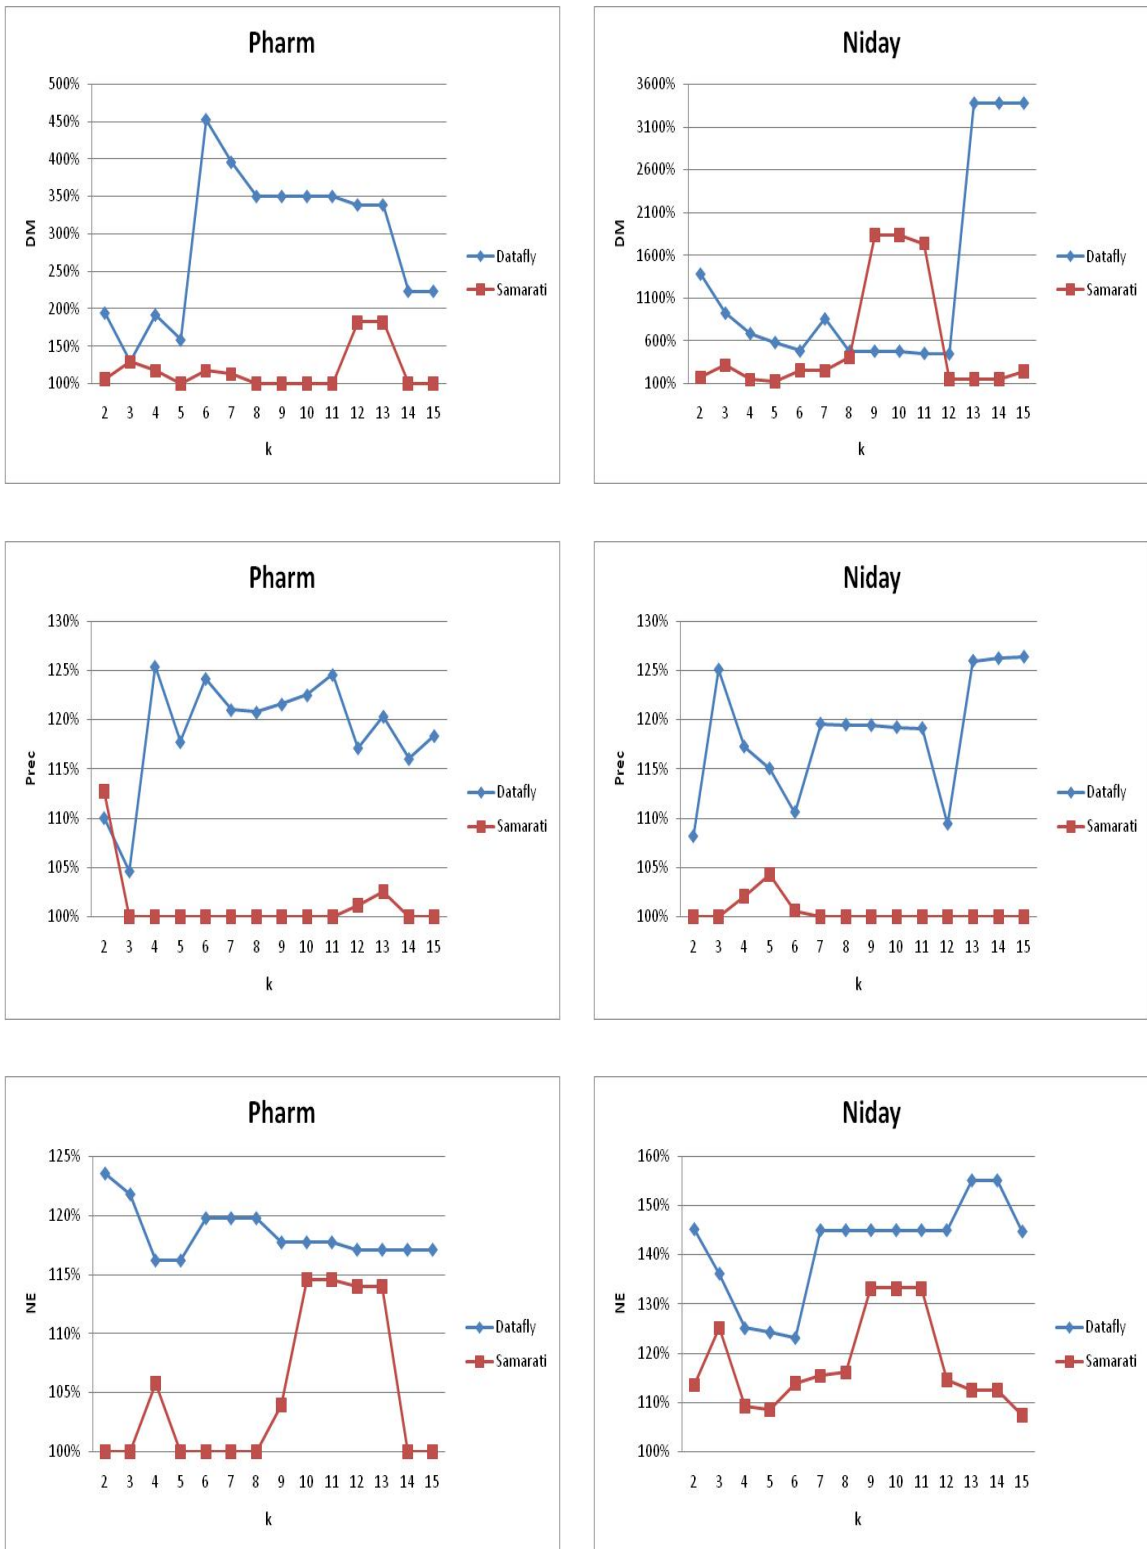 Pharm
500%
450%
400%
350%
300%
250%
200%
150%
100%
DM
2 3 4 5 6 7 8 9 10 11 12 13 14 15
k
Datafly
Samarati
Niday
3600%
3100%
2600%
2100%
1600%
1100%
600%
100%
DM
2 3 4 5 6 7 8 9 10 11 12 13 14 15
k
Datafly
Samarati
Pharm
130%
125%
120%
115%
110%
105%
100%
Prec
2 3 4 5 6 7 8 9 10 11 12 13 14 15
k
Datafly
Samarati
Niday
130%
125%
120%
115%
110%
105%
100%
Prec
2 3 4 5 6 7 8 9 10 11 12 13 14 15
k
Datafly
Samarati
Pharm
125%
120%
115%
110%
105%
100%
NE
2 3 4 5 6 7 8 9 10 11 12 13 14 15
k
Datafly
Samarati
Niday
160%
150%
140%
130%
120%
110%
100%
NE
2 3 4 5 6 7 8 9 10 11 12 13 14 15
k
Datafly
Samarati